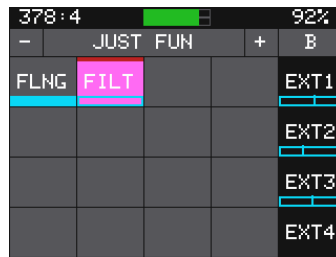 378:4 92%
- JUST FUN + B
FLNG FILT EXT1
EXT2
EXT3
EXT4